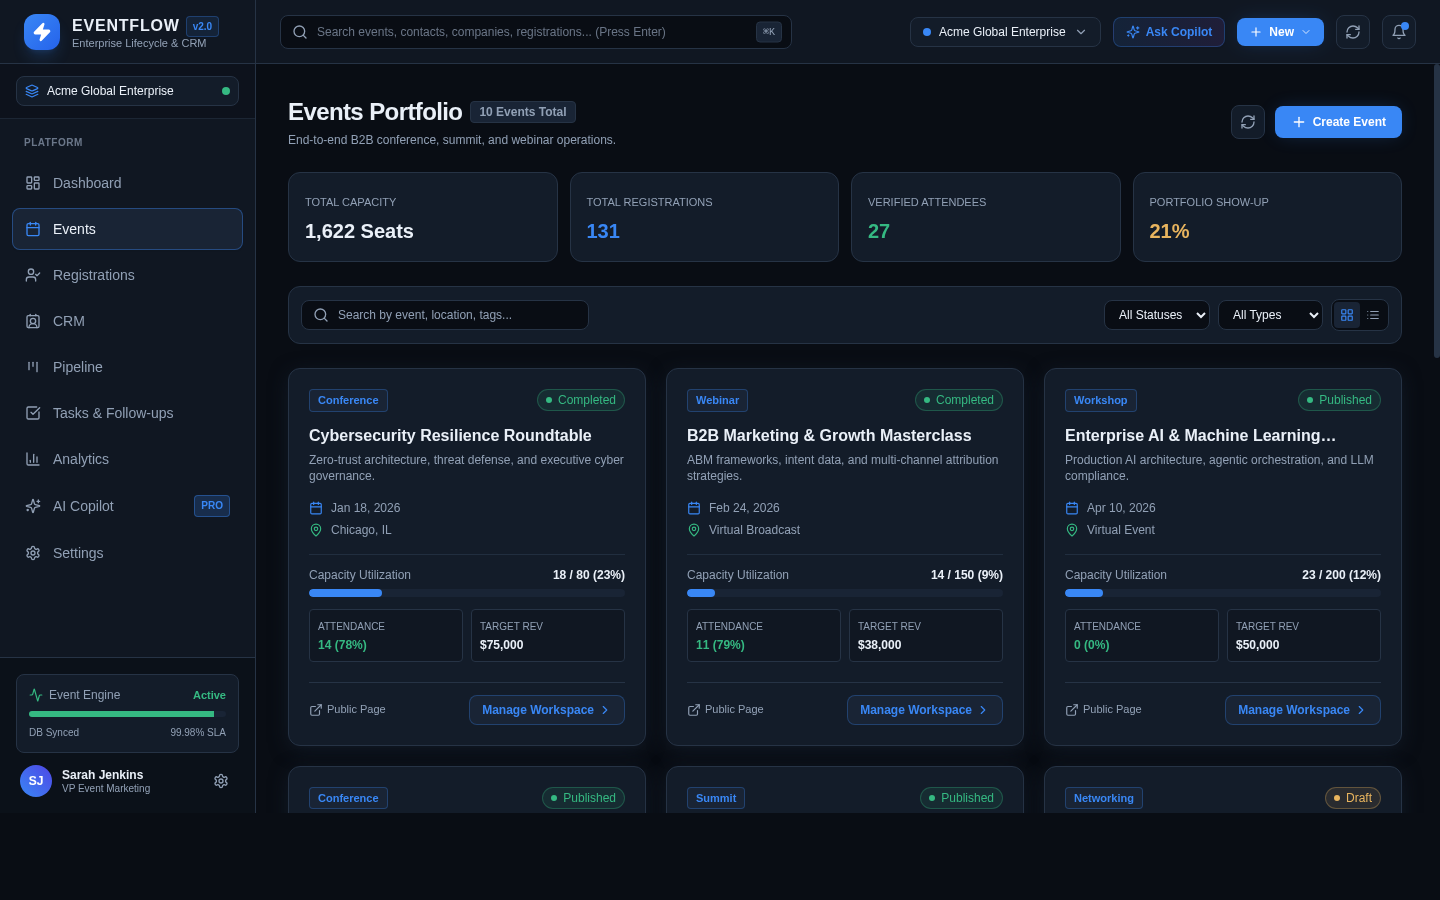 EVENTFLOW v2.0
Enterprise Lifecycle & CRM
Search events, contacts, companies, registrations... (Press Enter)
⌘K
Acme Global Enterprise
Ask Copilot
New
Acme Global Enterprise
PLATFORM
Dashboard
Events
Registrations
CRM
Pipeline
Tasks & Follow-ups
Analytics
AI Copilot PRO
Settings
Event Engine Active
DB Synced 99.98% SLA
SJ
Sarah Jenkins
VP Event Marketing
Events Portfolio 10 Events Total
End-to-end B2B conference, summit, and webinar operations.
Create Event
TOTAL CAPACITY
1,622 Seats
TOTAL REGISTRATIONS
131
VERIFIED ATTENDEES
27
PORTFOLIO SHOW-UP
21%
Search by event, location, tags...
All Statuses
All Types
Conference Completed
Cybersecurity Resilience Roundtable
Zero-trust architecture, threat defense, and executive cyber
governance.
Jan 18, 2026
Chicago, IL
Capacity Utilization 18 / 80 (23%)
ATTENDANCE
14 (78%)
TARGET REV
$75,000
Public Page
Manage Workspace
Webinar Completed
B2B Marketing & Growth Masterclass
ABM frameworks, intent data, and multi-channel attribution
strategies.
Feb 24, 2026
Virtual Broadcast
Capacity Utilization 14 / 150 (9%)
ATTENDANCE
11 (79%)
TARGET REV
$38,000
Public Page
Manage Workspace
Workshop Published
Enterprise AI & Machine Learning…
Production AI architecture, agentic orchestration, and LLM
compliance.
Apr 10, 2026
Virtual Event
Capacity Utilization 23 / 200 (12%)
ATTENDANCE
0 (0%)
TARGET REV
$50,000
Public Page
Manage Workspace
Conference Published
Summit Published
Networking Draft